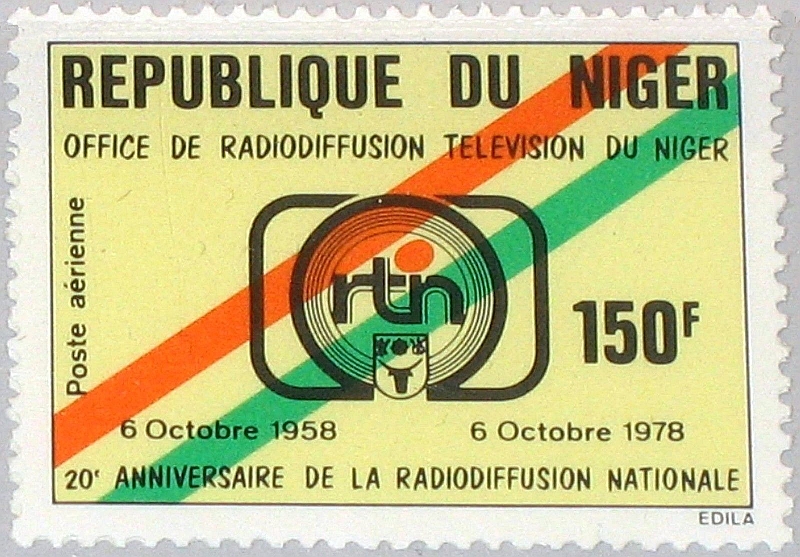 REPUBLIQUE DU NIGER
OFFICE DE RADIODIFFUSION TELEVISION DU NIGER
Poste aérienne
rtn
150F
6 Octobre 1958 6 Octobre 1978
20e ANNIVERSAIRE DE LA RADIODIFFUSION NATIONALE
EDILA